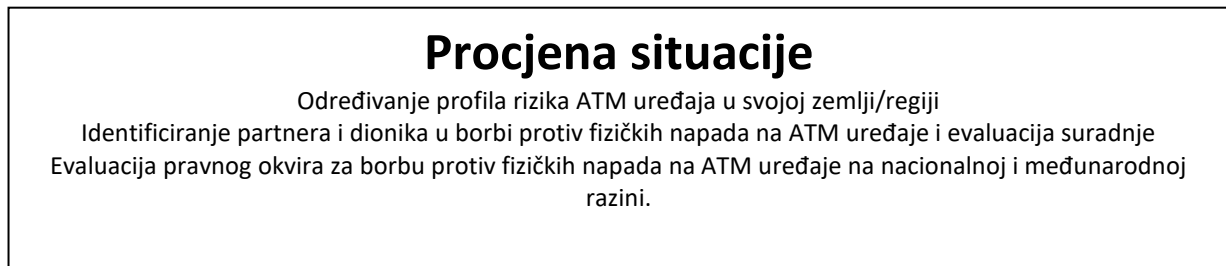 Procjena situacije
Određivanje profila rizika ATM uređaja u svojoj zemlji/regiji
Identificiranje partnera i dionika u borbi protiv fizičkih napada na ATM uređaje i evaluacija suradnje
Evaluacija pravnog okvira za borbu protiv fizičkih napada na ATM uređaje na nacionalnoj i međunarodnoj
razini.